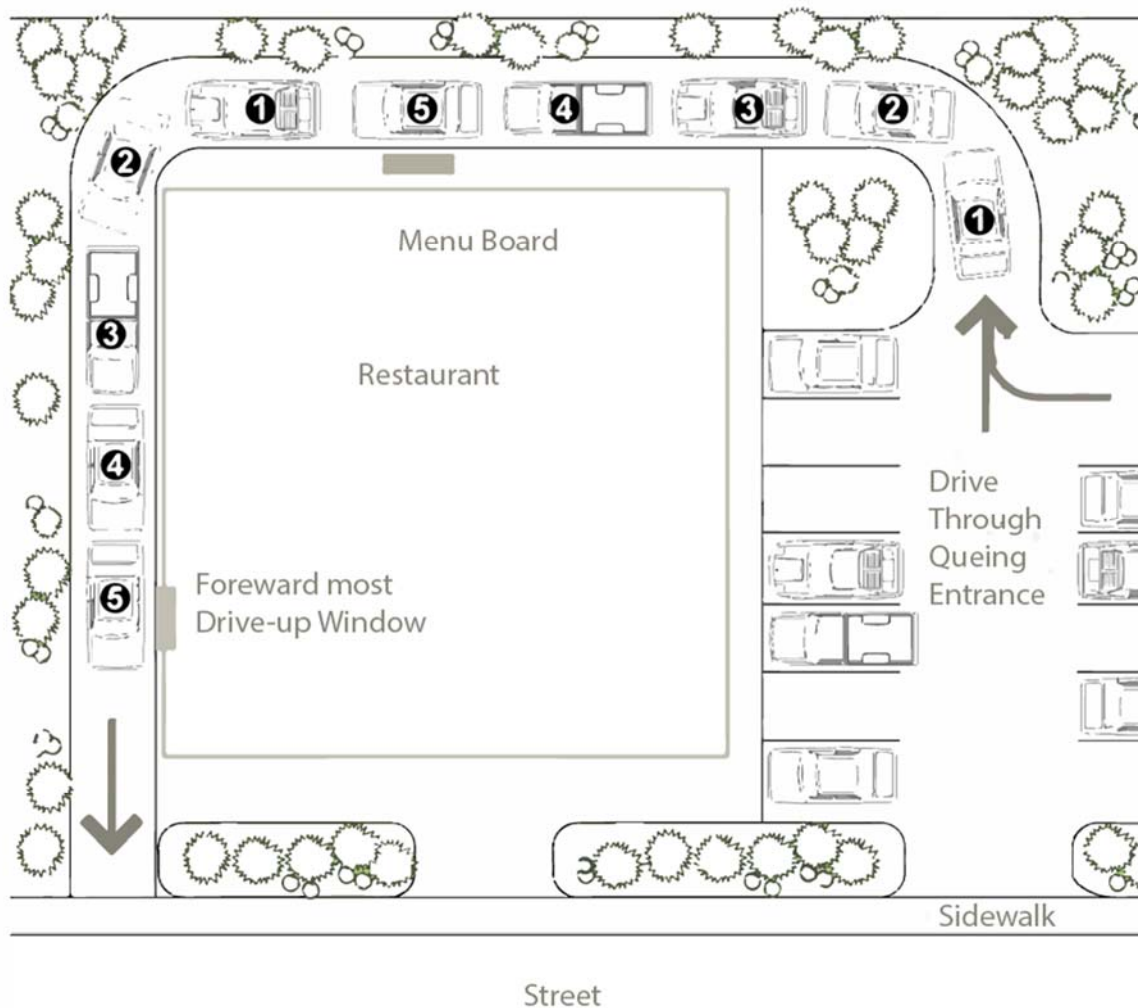 1 5 4 3 2
2
1
3
Menu Board
Restaurant
4
Drive
Through
Queing
Entrance
5
Foreward most
Drive-up Window
Sidewalk
Street